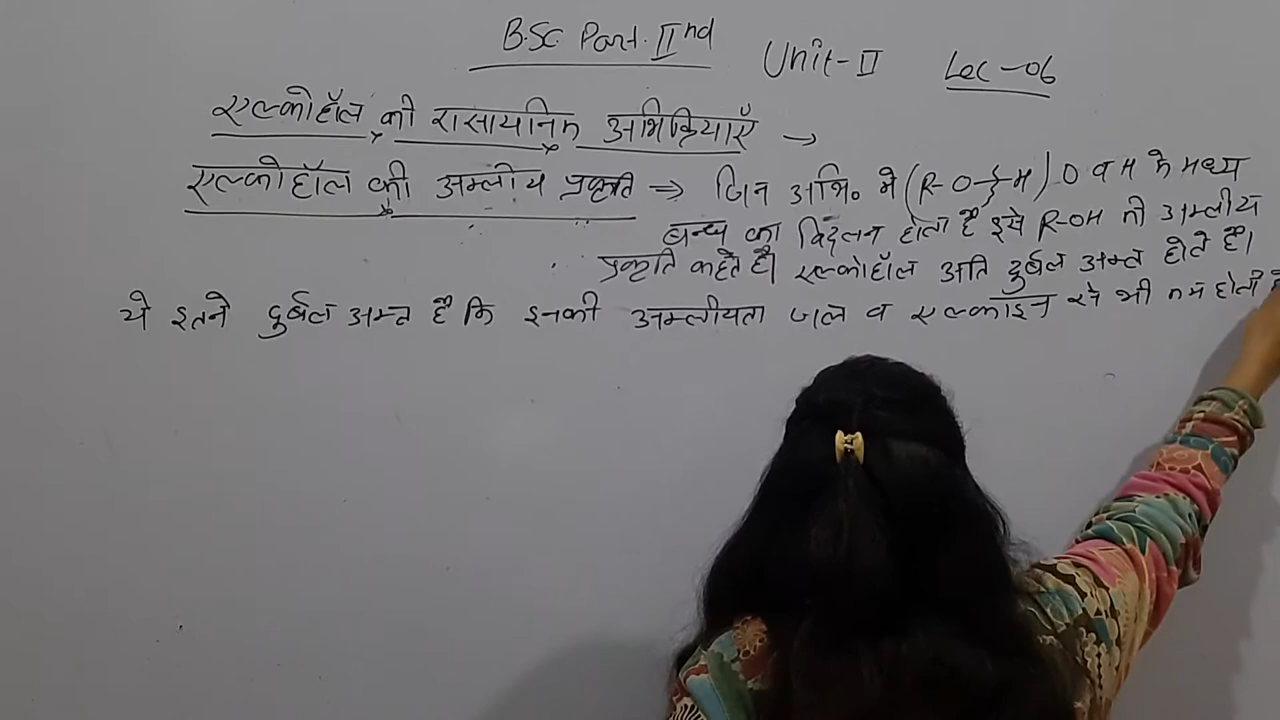 B.Sc. Part. IInd Unit-II Lec-06
एल्कोहॉल की रासायनिक अभिक्रियाएँ →
एल्कोहॉल की अम्लीय प्रकृति ⇒ जिन अभि० मे (R-O-}-H) O व H के मध्य
बन्ध का विदलन होता है इसे R-OH की अम्लीय
प्रकृति कहते है। एल्कोहॉल अति दुर्बल अम्ल होते है।
ये इतने दुर्बल अम्ल है कि इनकी अम्लीयता जल व एल्काइन से भी कम होती है